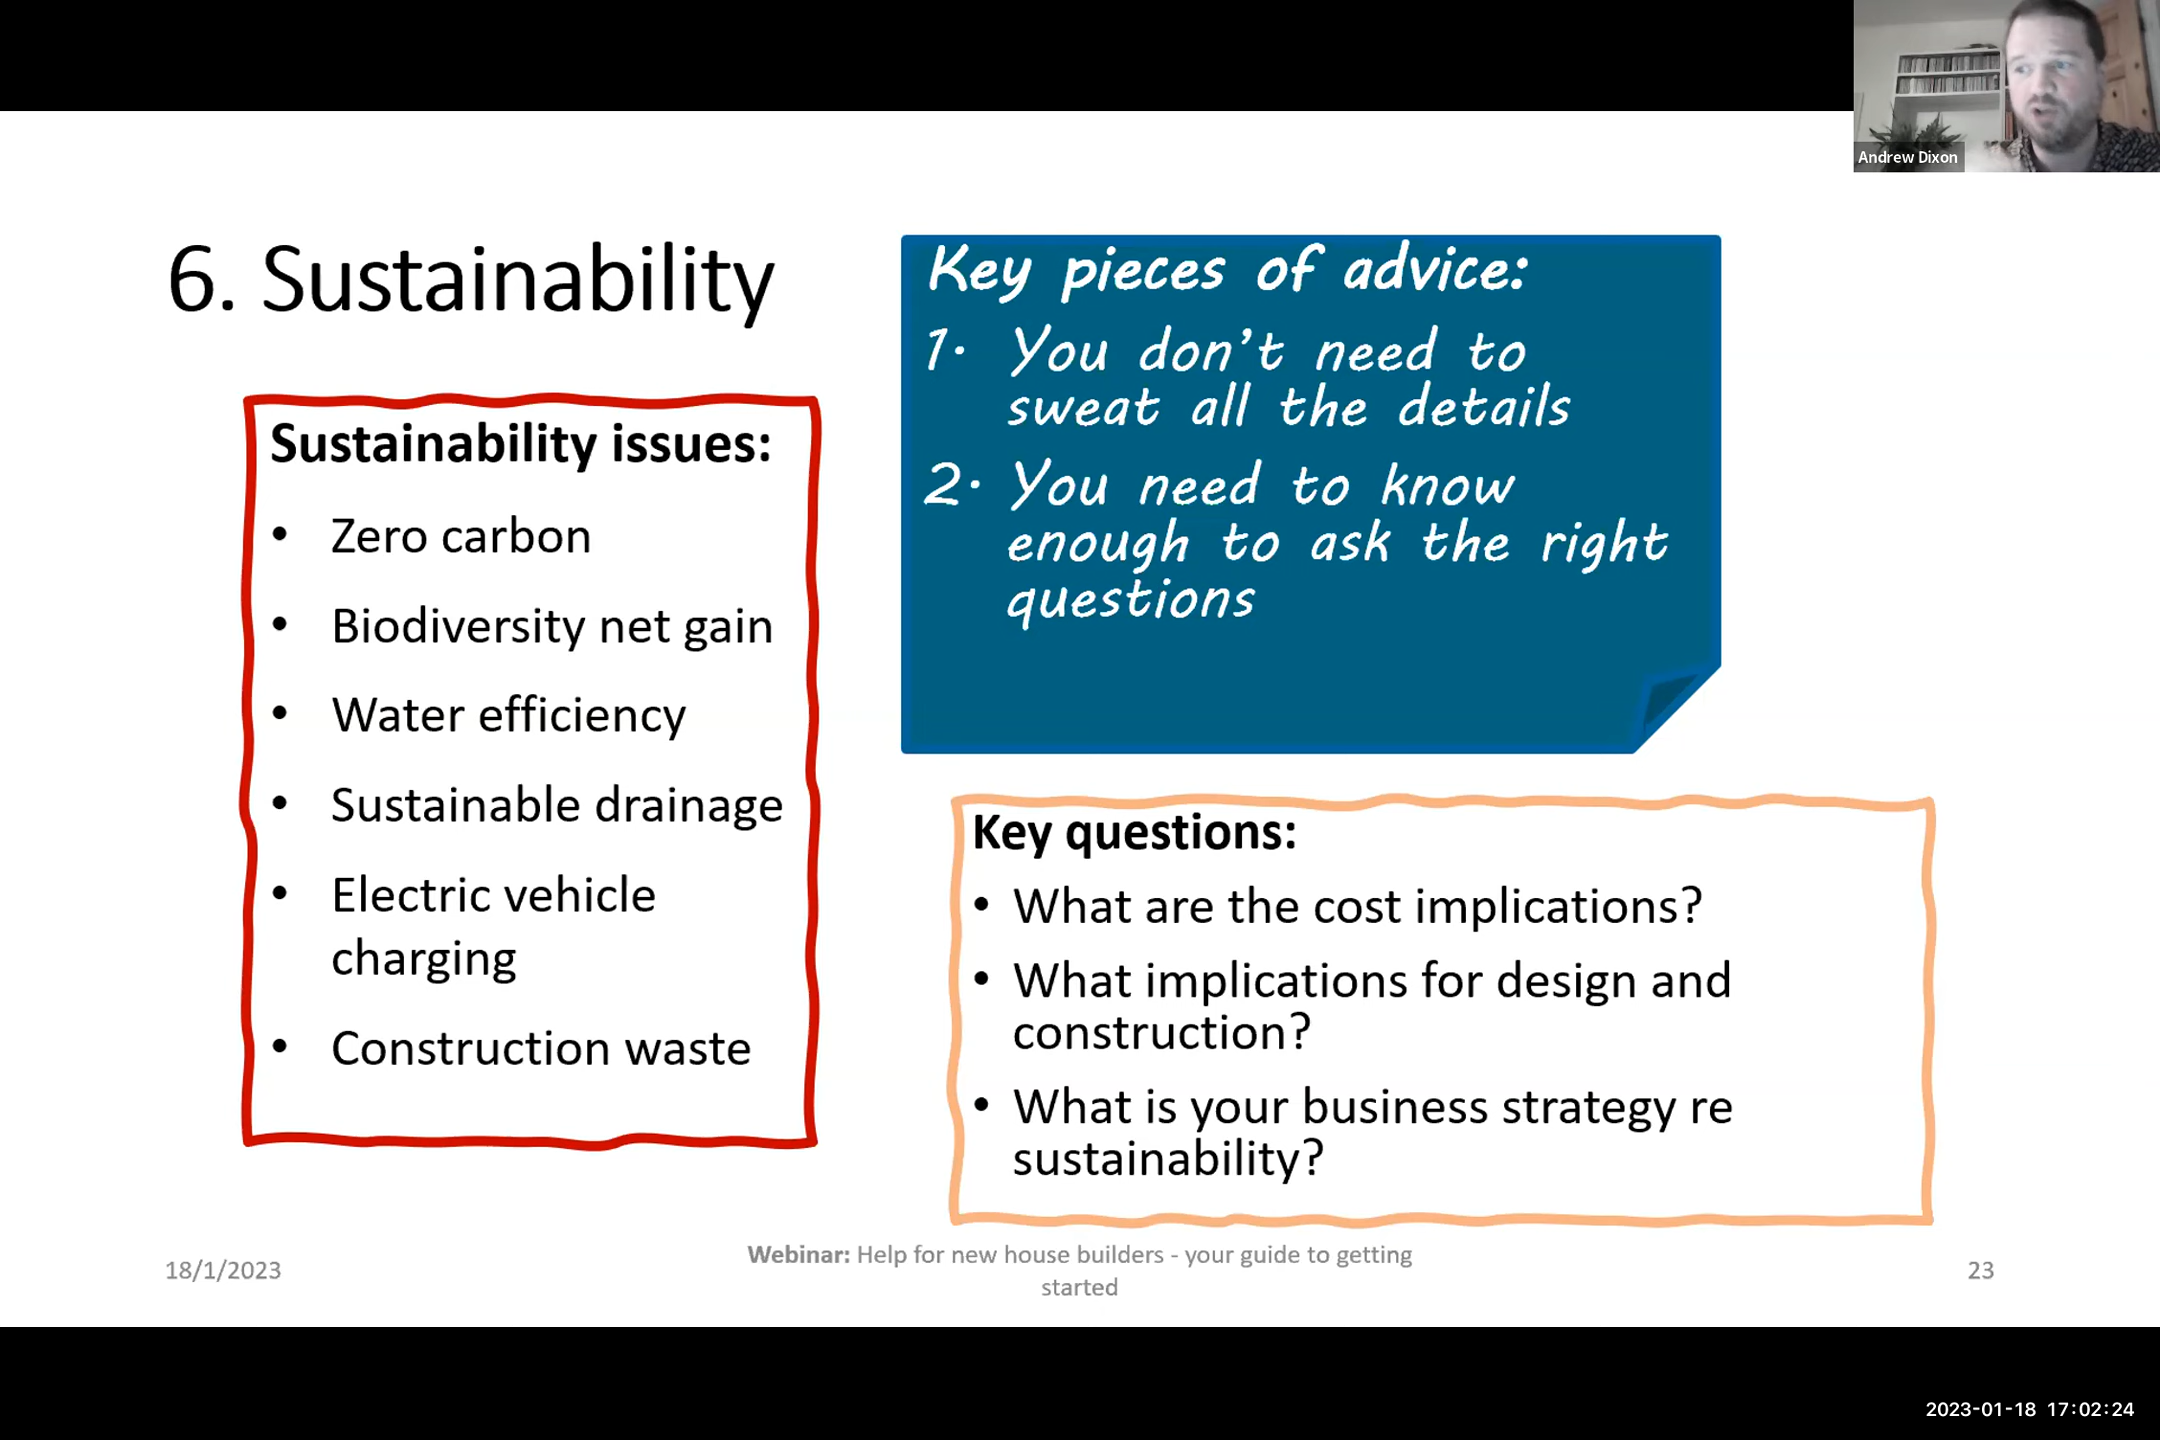 Andrew Dixon
6. Sustainability
Sustainability issues:
• Zero carbon
• Biodiversity net gain
• Water efficiency
• Sustainable drainage
• Electric vehicle
charging
• Construction waste
Key pieces of advice:
1. You don't need to
sweat all the details
2. You need to know
enough to ask the right
questions
Key questions:
• What are the cost implications?
• What implications for design and
construction?
• What is your business strategy re
sustainability?
18/1/2023
Webinar: Help for new house builders - your guide to getting
started
23
2023-01-18 17:02:24